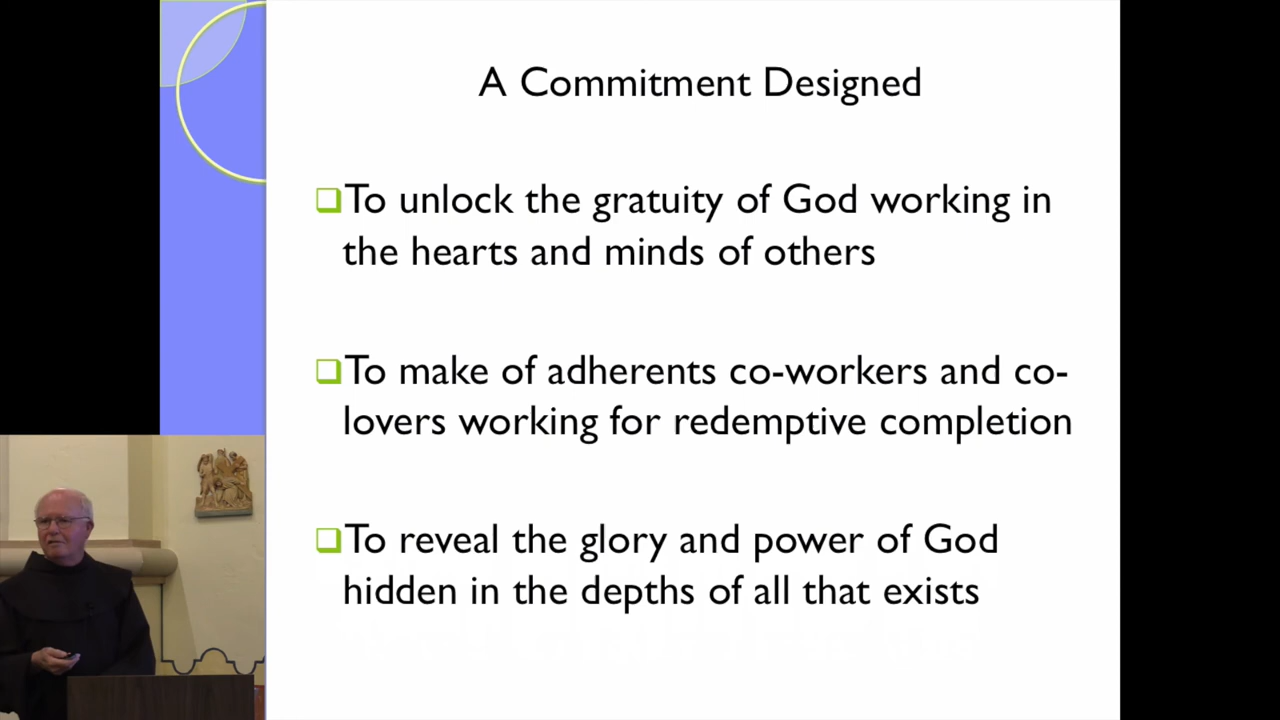 A Commitment Designed
To unlock the gratuity of God working in
the hearts and minds of others
To make of adherents co-workers and co-
lovers working for redemptive completion
To reveal the glory and power of God
hidden in the depths of all that exists